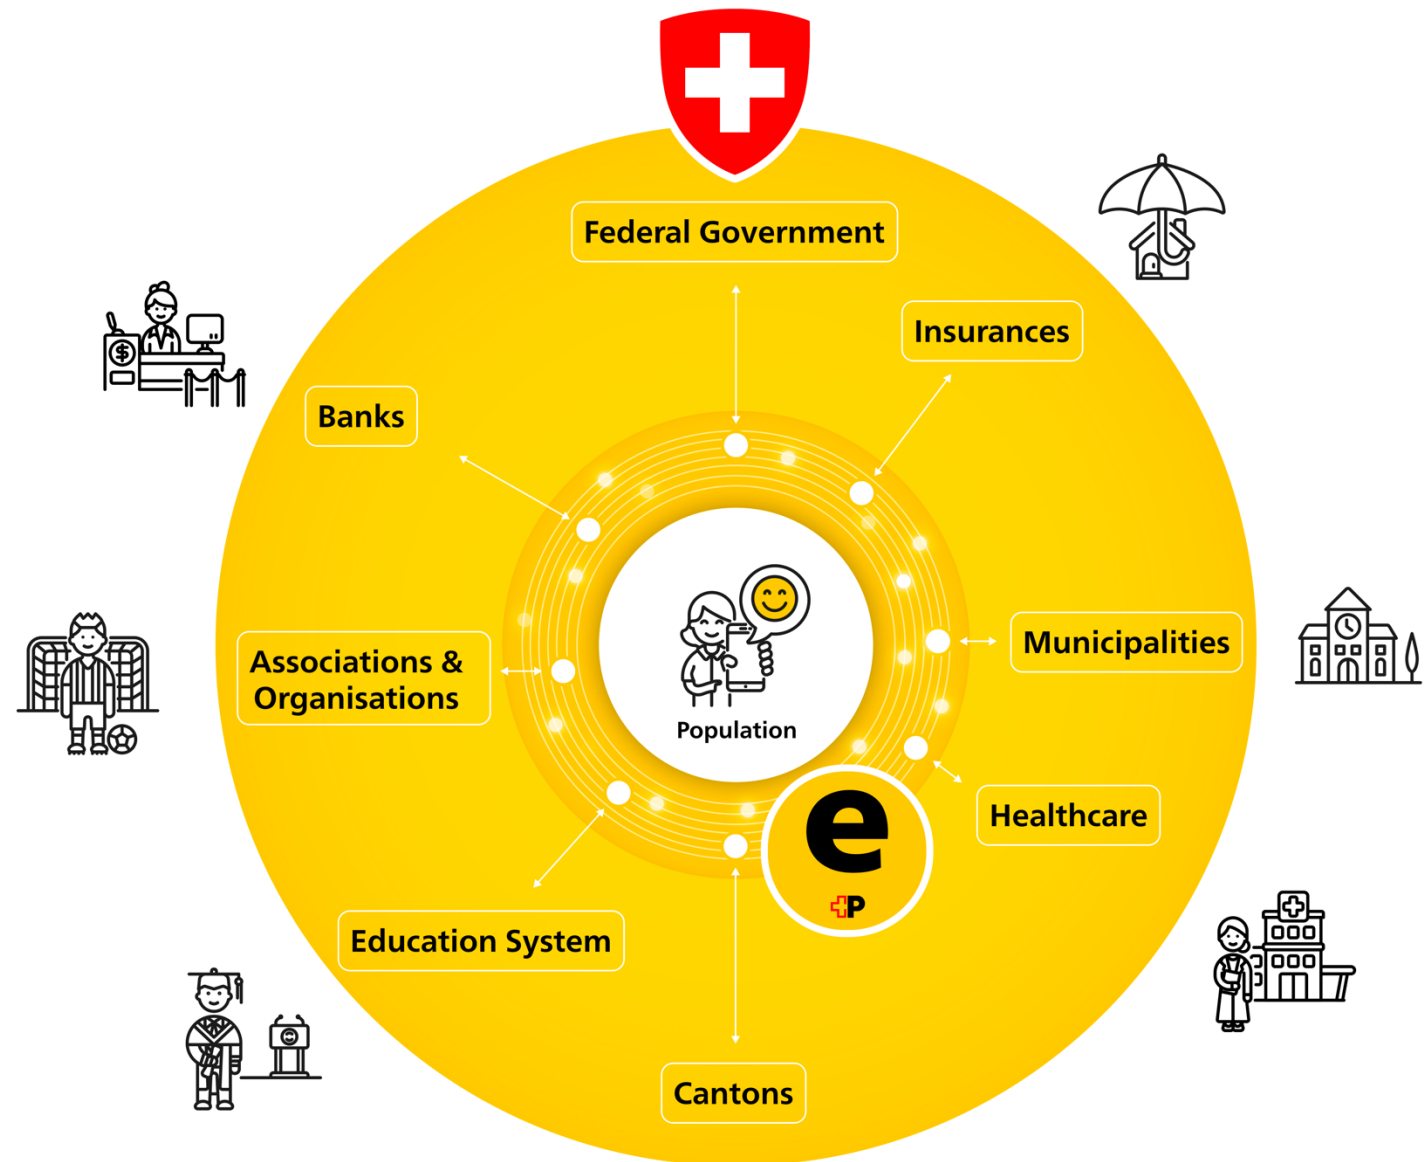 Federal Government
Insurances
Banks
Associations &
Organisations
Municipalities
Population
Healthcare
e
P
Education System
Cantons